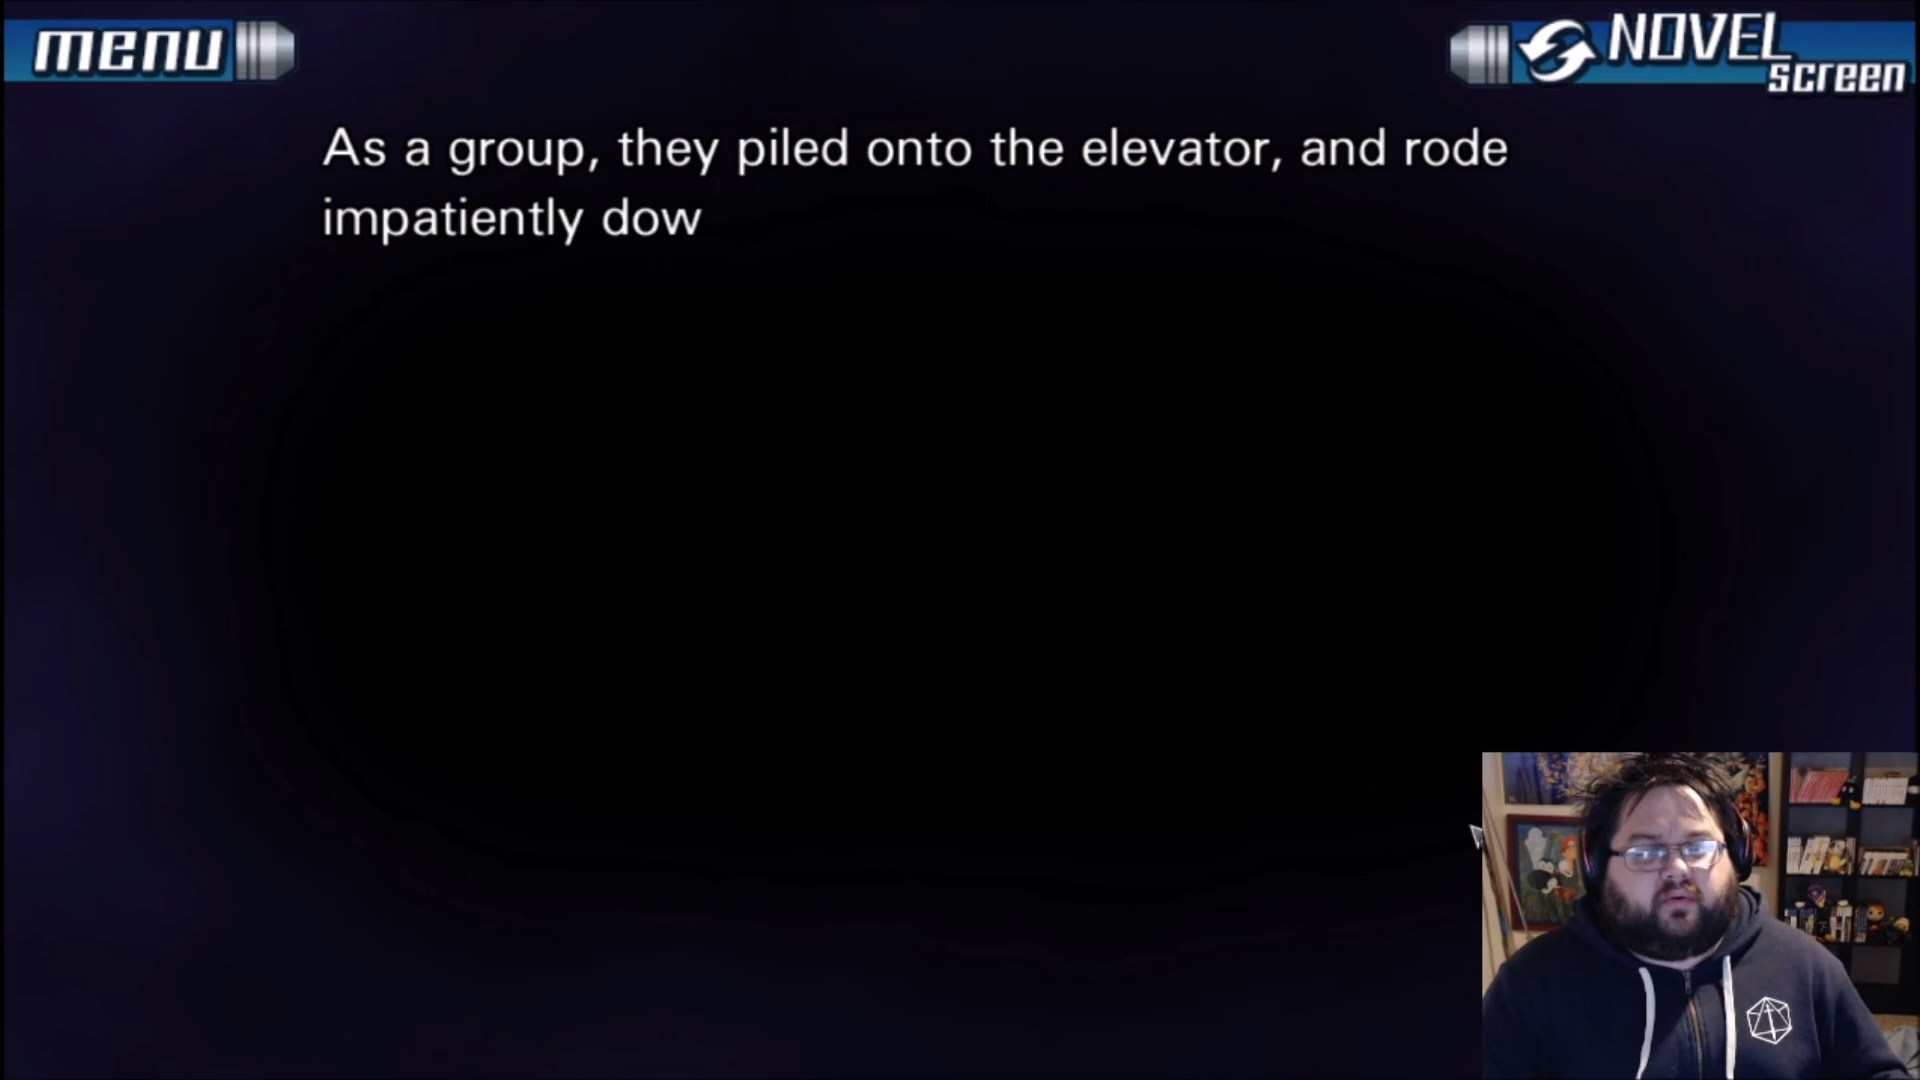 menu
NOVEL
screen
As a group, they piled onto the elevator, and rode
impatiently dow